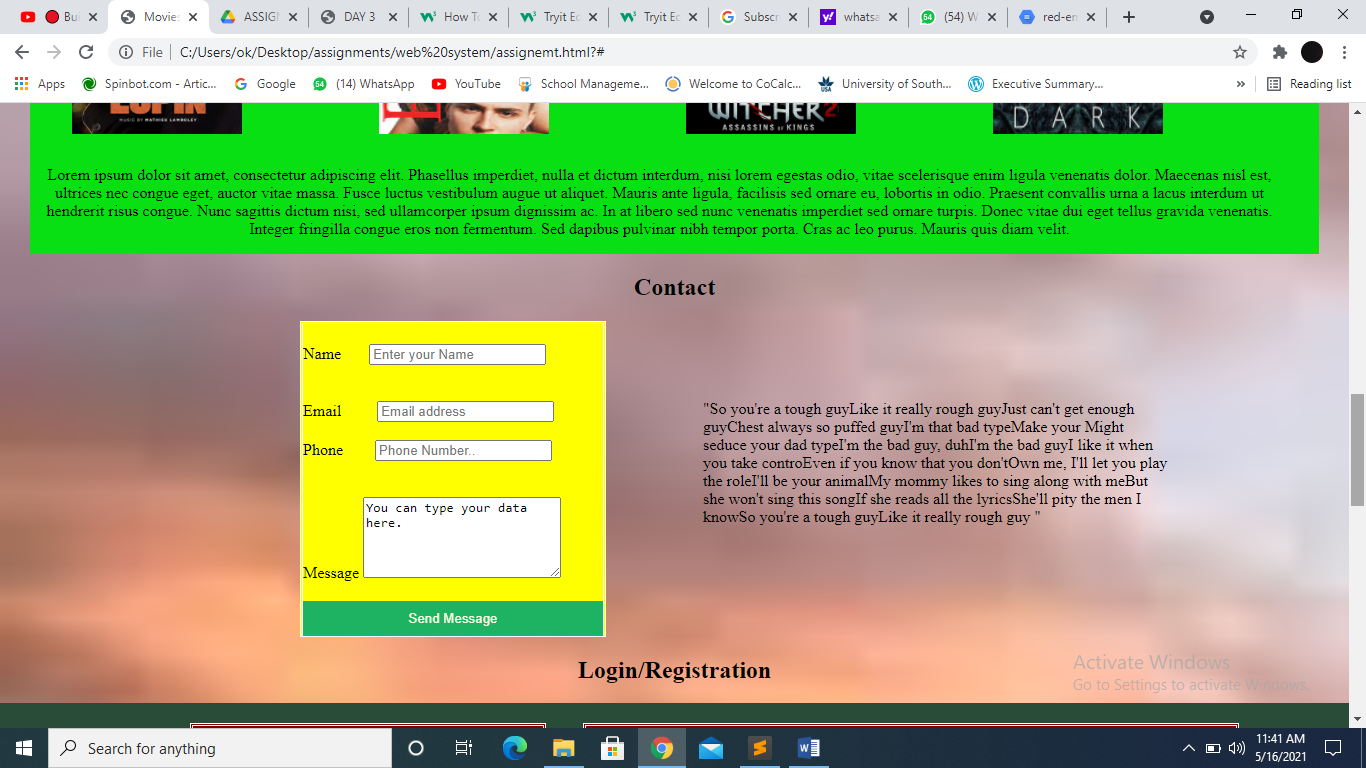 Bui
Movies
ASSIG
DAY 3
How To
Tryit Ed
Tryit Ed
Subscr
whatsa
(54) W
red-en
File
C:/Users/ok/Desktop/assignments/web%20system/assignemt.html?#
Apps
Spinbot.com - Artic...
Google
(14) WhatsApp
YouTube
School Manageme...
Welcome to CoCalc...
University of South...
Executive Summary...
»
Reading list
LUPIN
MUSIC BY MATHIEU LAMBOLEY
WITCHER 2
ASSASSINS OF KINGS
DARK
Lorem ipsum dolor sit amet, consectetur adipiscing elit. Phasellus imperdiet, nulla et dictum interdum, nisi lorem egestas odio, vitae scelerisque enim ligula venenatis dolor. Maecenas nisl est,
ultrices nec congue eget, auctor vitae massa. Fusce luctus vestibulum augue ut aliquet. Mauris ante ligula, facilisis sed ornare eu, lobortis in odio. Praesent convallis urna a lacus interdum ut
hendrerit risus congue. Nunc sagittis dictum nisi, sed ullamcorper ipsum dignissim ac. In at libero sed nunc venenatis imperdiet sed ornare turpis. Donec vitae dui eget tellus gravida venenatis.
Integer fringilla congue eros non fermentum. Sed dapibus pulvinar nibh tempor porta. Cras ac leo purus. Mauris quis diam velit.
Contact
Name Enter your Name
Email Email address
Phone Phone Number..
You can type your data
here.
Message
Send Message
"So you're a tough guyLike it really rough guyJust can't get enough
guyChest always so puffed guyI'm that bad typeMake your Might
seduce your dad typeI'm the bad guy, duhI'm the bad guyI like it when
you take controEven if you know that you don'tOwn me, I'll let you play
the roleI'll be your animalMy mommy likes to sing along with meBut
she won't sing this songIf she reads all the lyricsShe'll pity the men I
knowSo you're a tough guyLike it really rough guy "
Login/Registration
Activate Windows
Go to Settings to activate Windows.
Search for anything
11:41 AM
5/16/2021